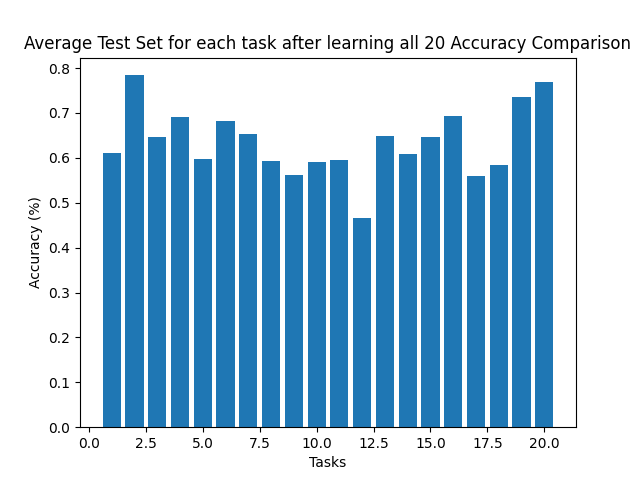 Average Test Set for each task after learning all 20 Accuracy Comparison
0.8
0.7
0.6
0.5
0.4
0.3
0.2
0.1
0.0
Accuracy (%)
0.0 2.5 5.0 7.5 10.0 12.5 15.0 17.5 20.0
Tasks